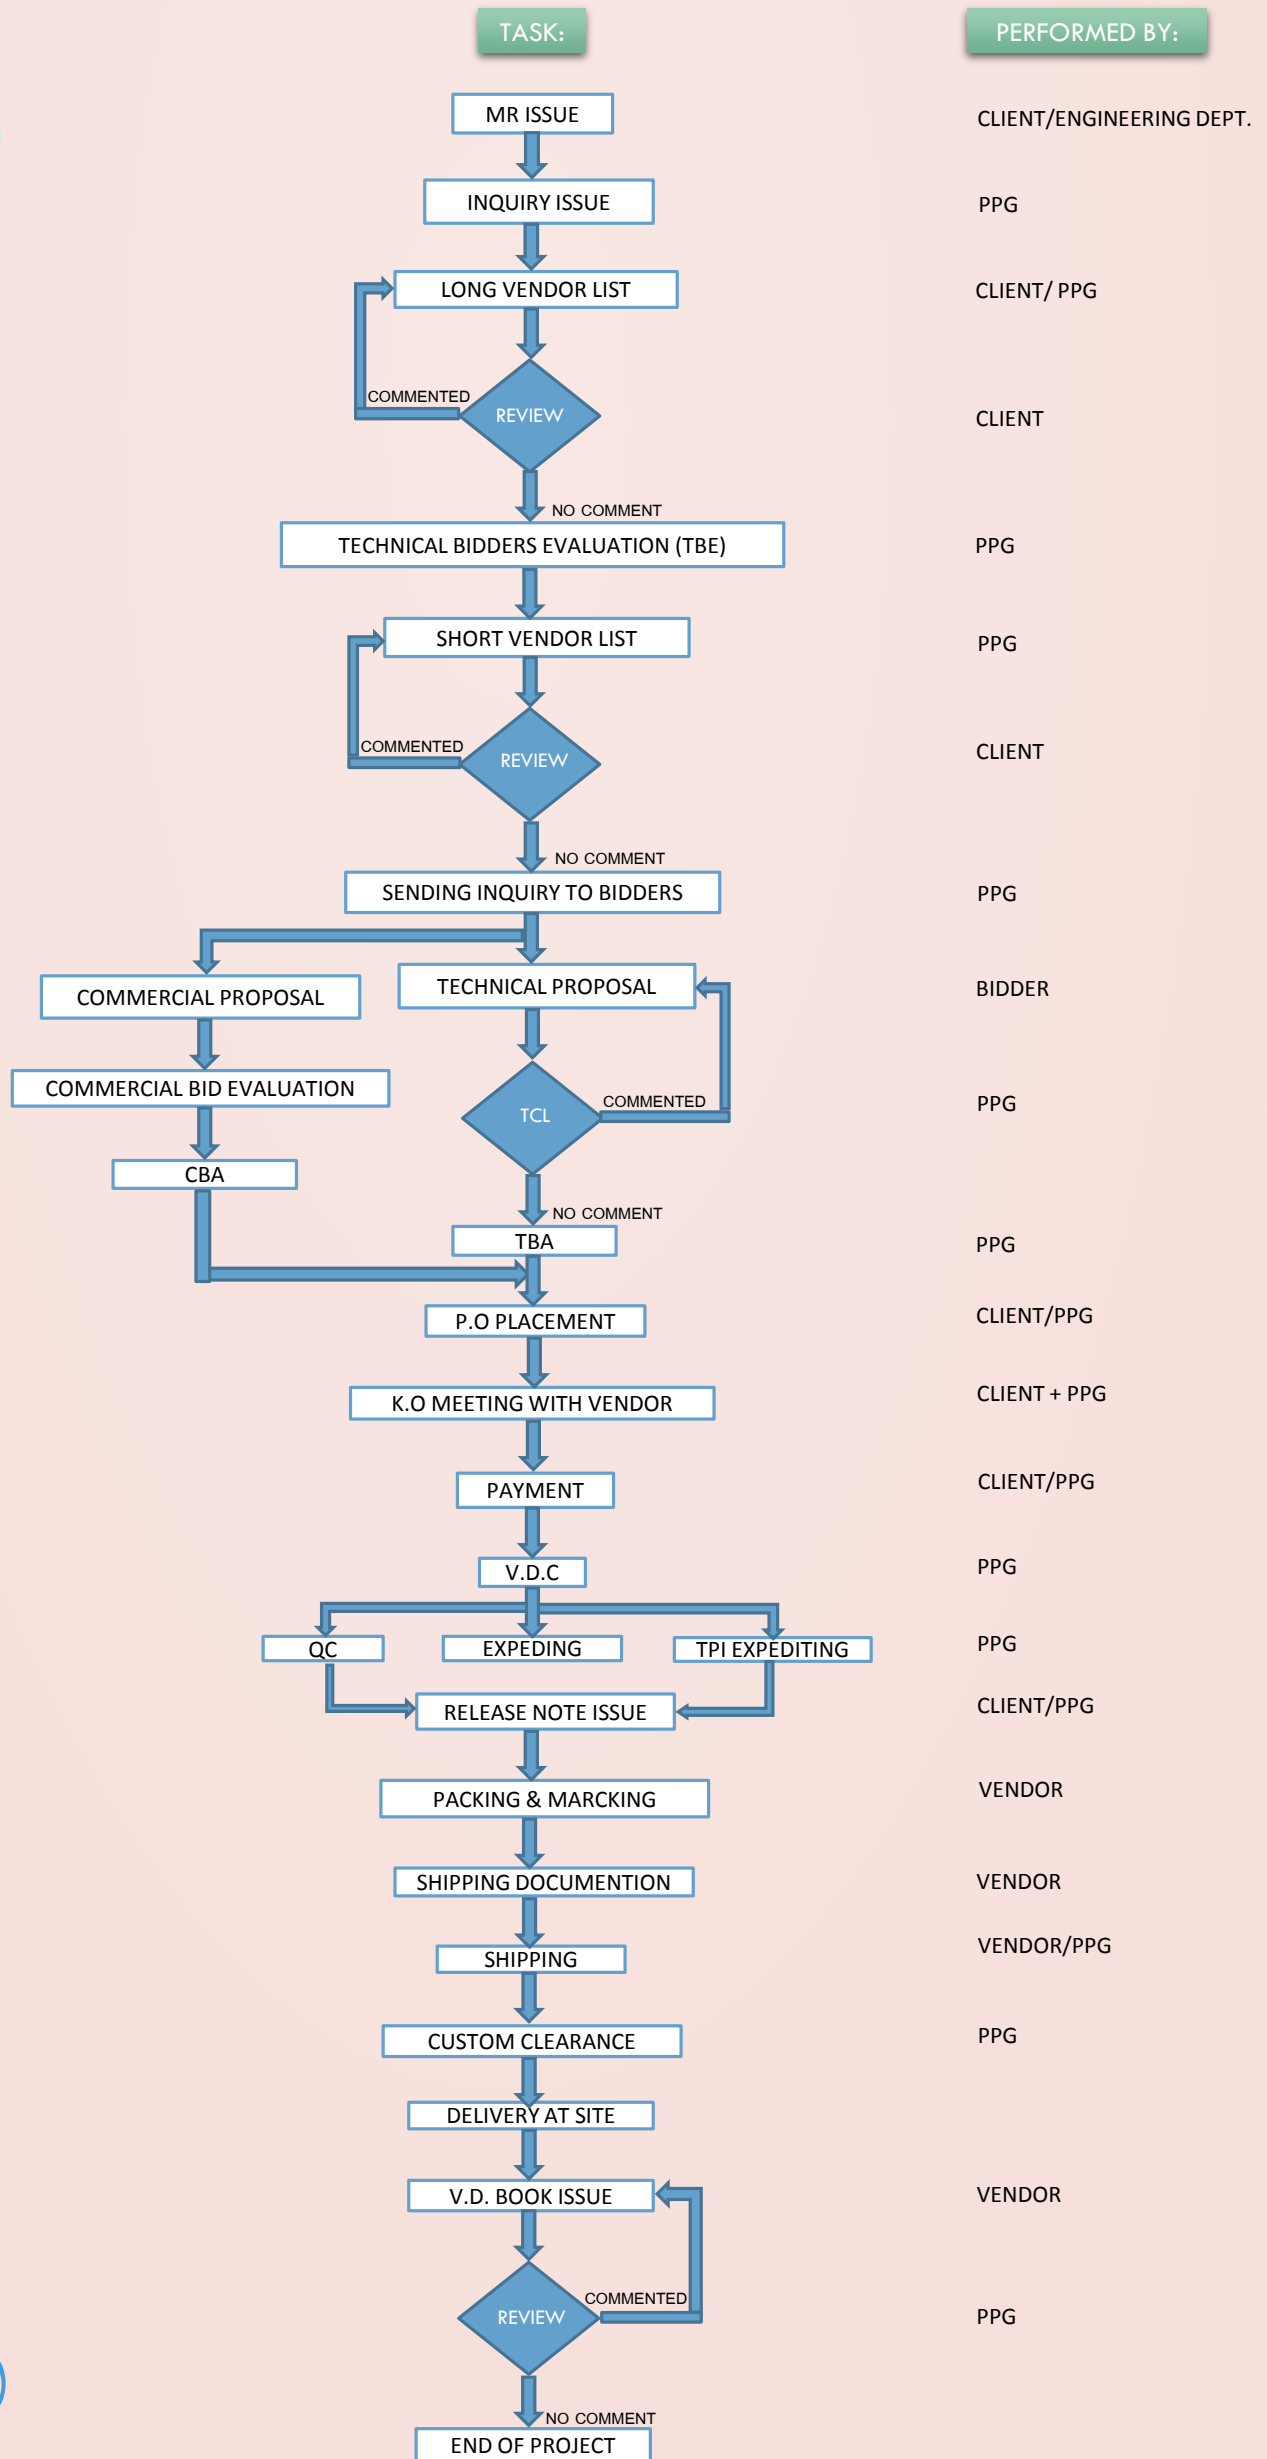 TASK:
PERFORMED BY:
MR ISSUE
CLIENT/ENGINEERING DEPT.
INQUIRY ISSUE
PPG
LONG VENDOR LIST
CLIENT/ PPG
COMMENTED
REVIEW
CLIENT
NO COMMENT
TECHNICAL BIDDERS EVALUATION (TBE)
PPG
SHORT VENDOR LIST
PPG
COMMENTED
REVIEW
CLIENT
NO COMMENT
SENDING INQUIRY TO BIDDERS
PPG
COMMERCIAL PROPOSAL
TECHNICAL PROPOSAL
BIDDER
COMMERCIAL BID EVALUATION
TCL
COMMENTED
PPG
CBA
NO COMMENT
TBA
PPG
P.O PLACEMENT
CLIENT/PPG
K.O MEETING WITH VENDOR
CLIENT + PPG
PAYMENT
CLIENT/PPG
V.D.C
PPG
QC
EXPEDING
TPI EXPEDITING
PPG
RELEASE NOTE ISSUE
CLIENT/PPG
PACKING & MARCKING
VENDOR
SHIPPING DOCUMENTION
VENDOR
SHIPPING
VENDOR/PPG
CUSTOM CLEARANCE
PPG
DELIVERY AT SITE
V.D. BOOK ISSUE
VENDOR
REVIEW
COMMENTED
PPG
NO COMMENT
END OF PROJECT